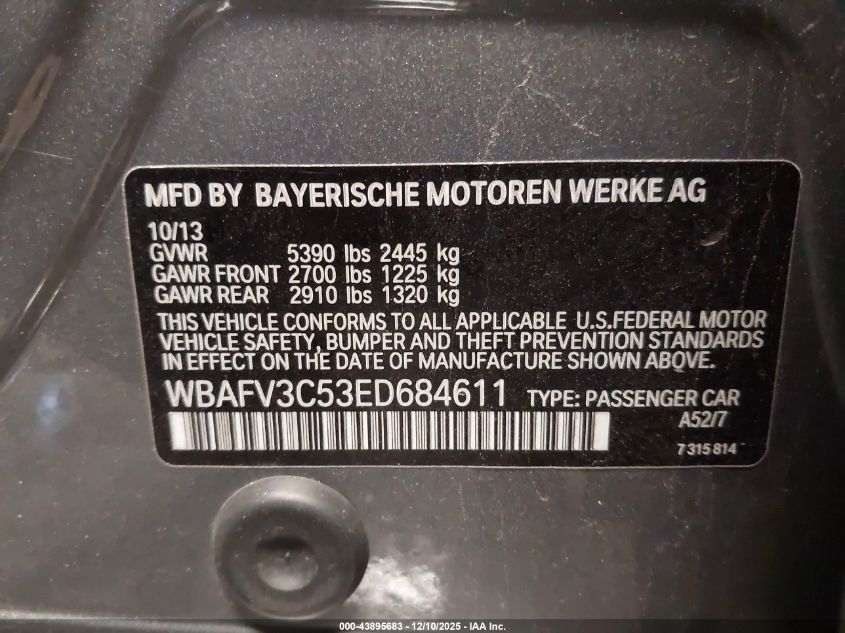 MFD BY BAYERISCHE MOTOREN WERKE AG
10/13
GVWR 5390 lbs 2445 kg
GAWR FRONT 2700 lbs 1225 kg
GAWR REAR 2910 lbs 1320 kg
THIS VEHICLE CONFORMS TO ALL APPLICABLE U.S.FEDERAL MOTOR
VEHICLE SAFETY, BUMPER AND THEFT PREVENTION STANDARDS
IN EFFECT ON THE DATE OF MANUFACTURE SHOWN ABOVE.
WBAFV3C53ED684611 TYPE: PASSENGER CAR
A52/7
7315814
000-43895683 - 12/10/2025 - IAA Inc.